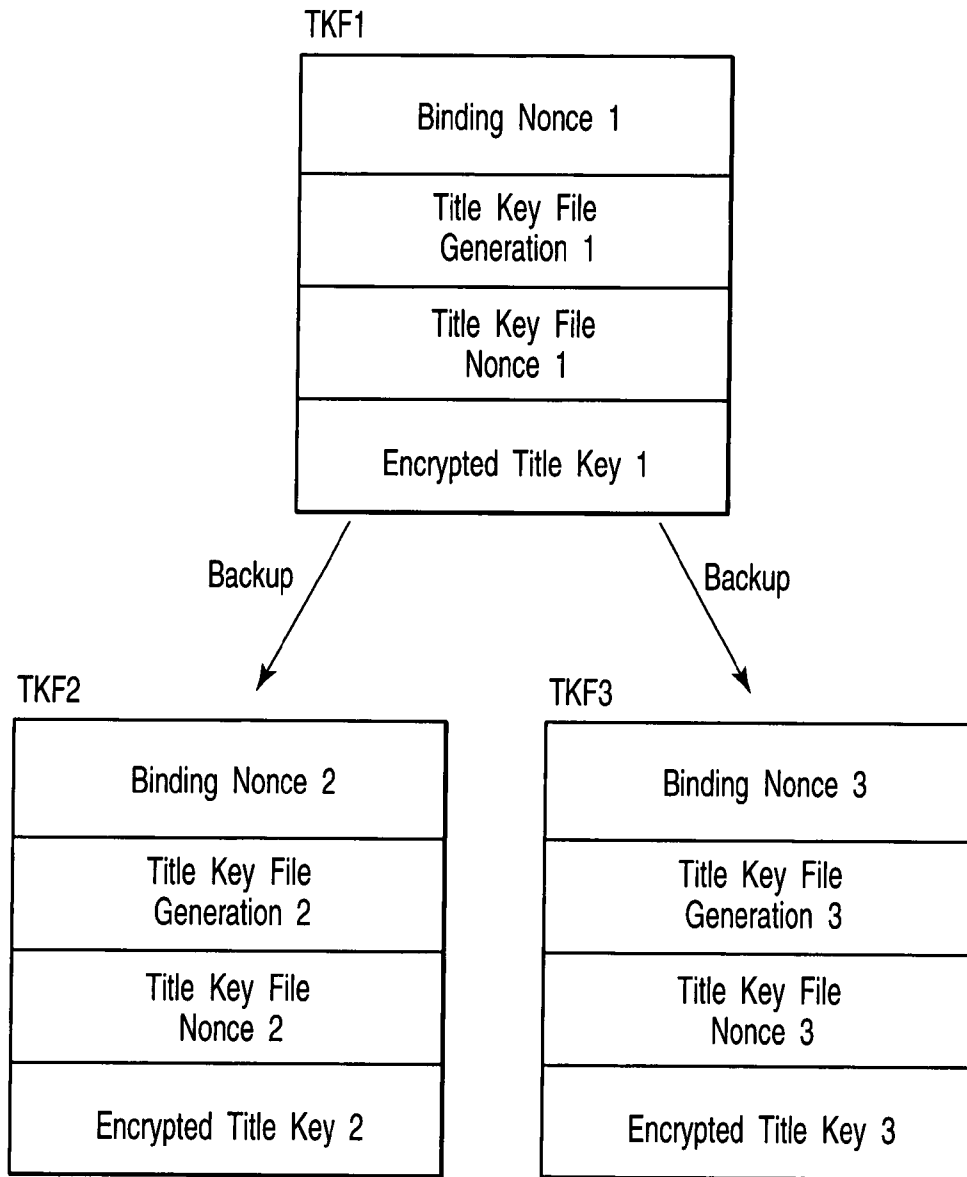 TKF1
Binding Nonce 1
Title Key File
Generation 1
Title Key File
Nonce 1
Encrypted Title Key 1
Backup
Backup
TKF2
Binding Nonce 2
Title Key File
Generation 2
Title Key File
Nonce 2
Encrypted Title Key 2
TKF3
Binding Nonce 3
Title Key File
Generation 3
Title Key File
Nonce 3
Encrypted Title Key 3